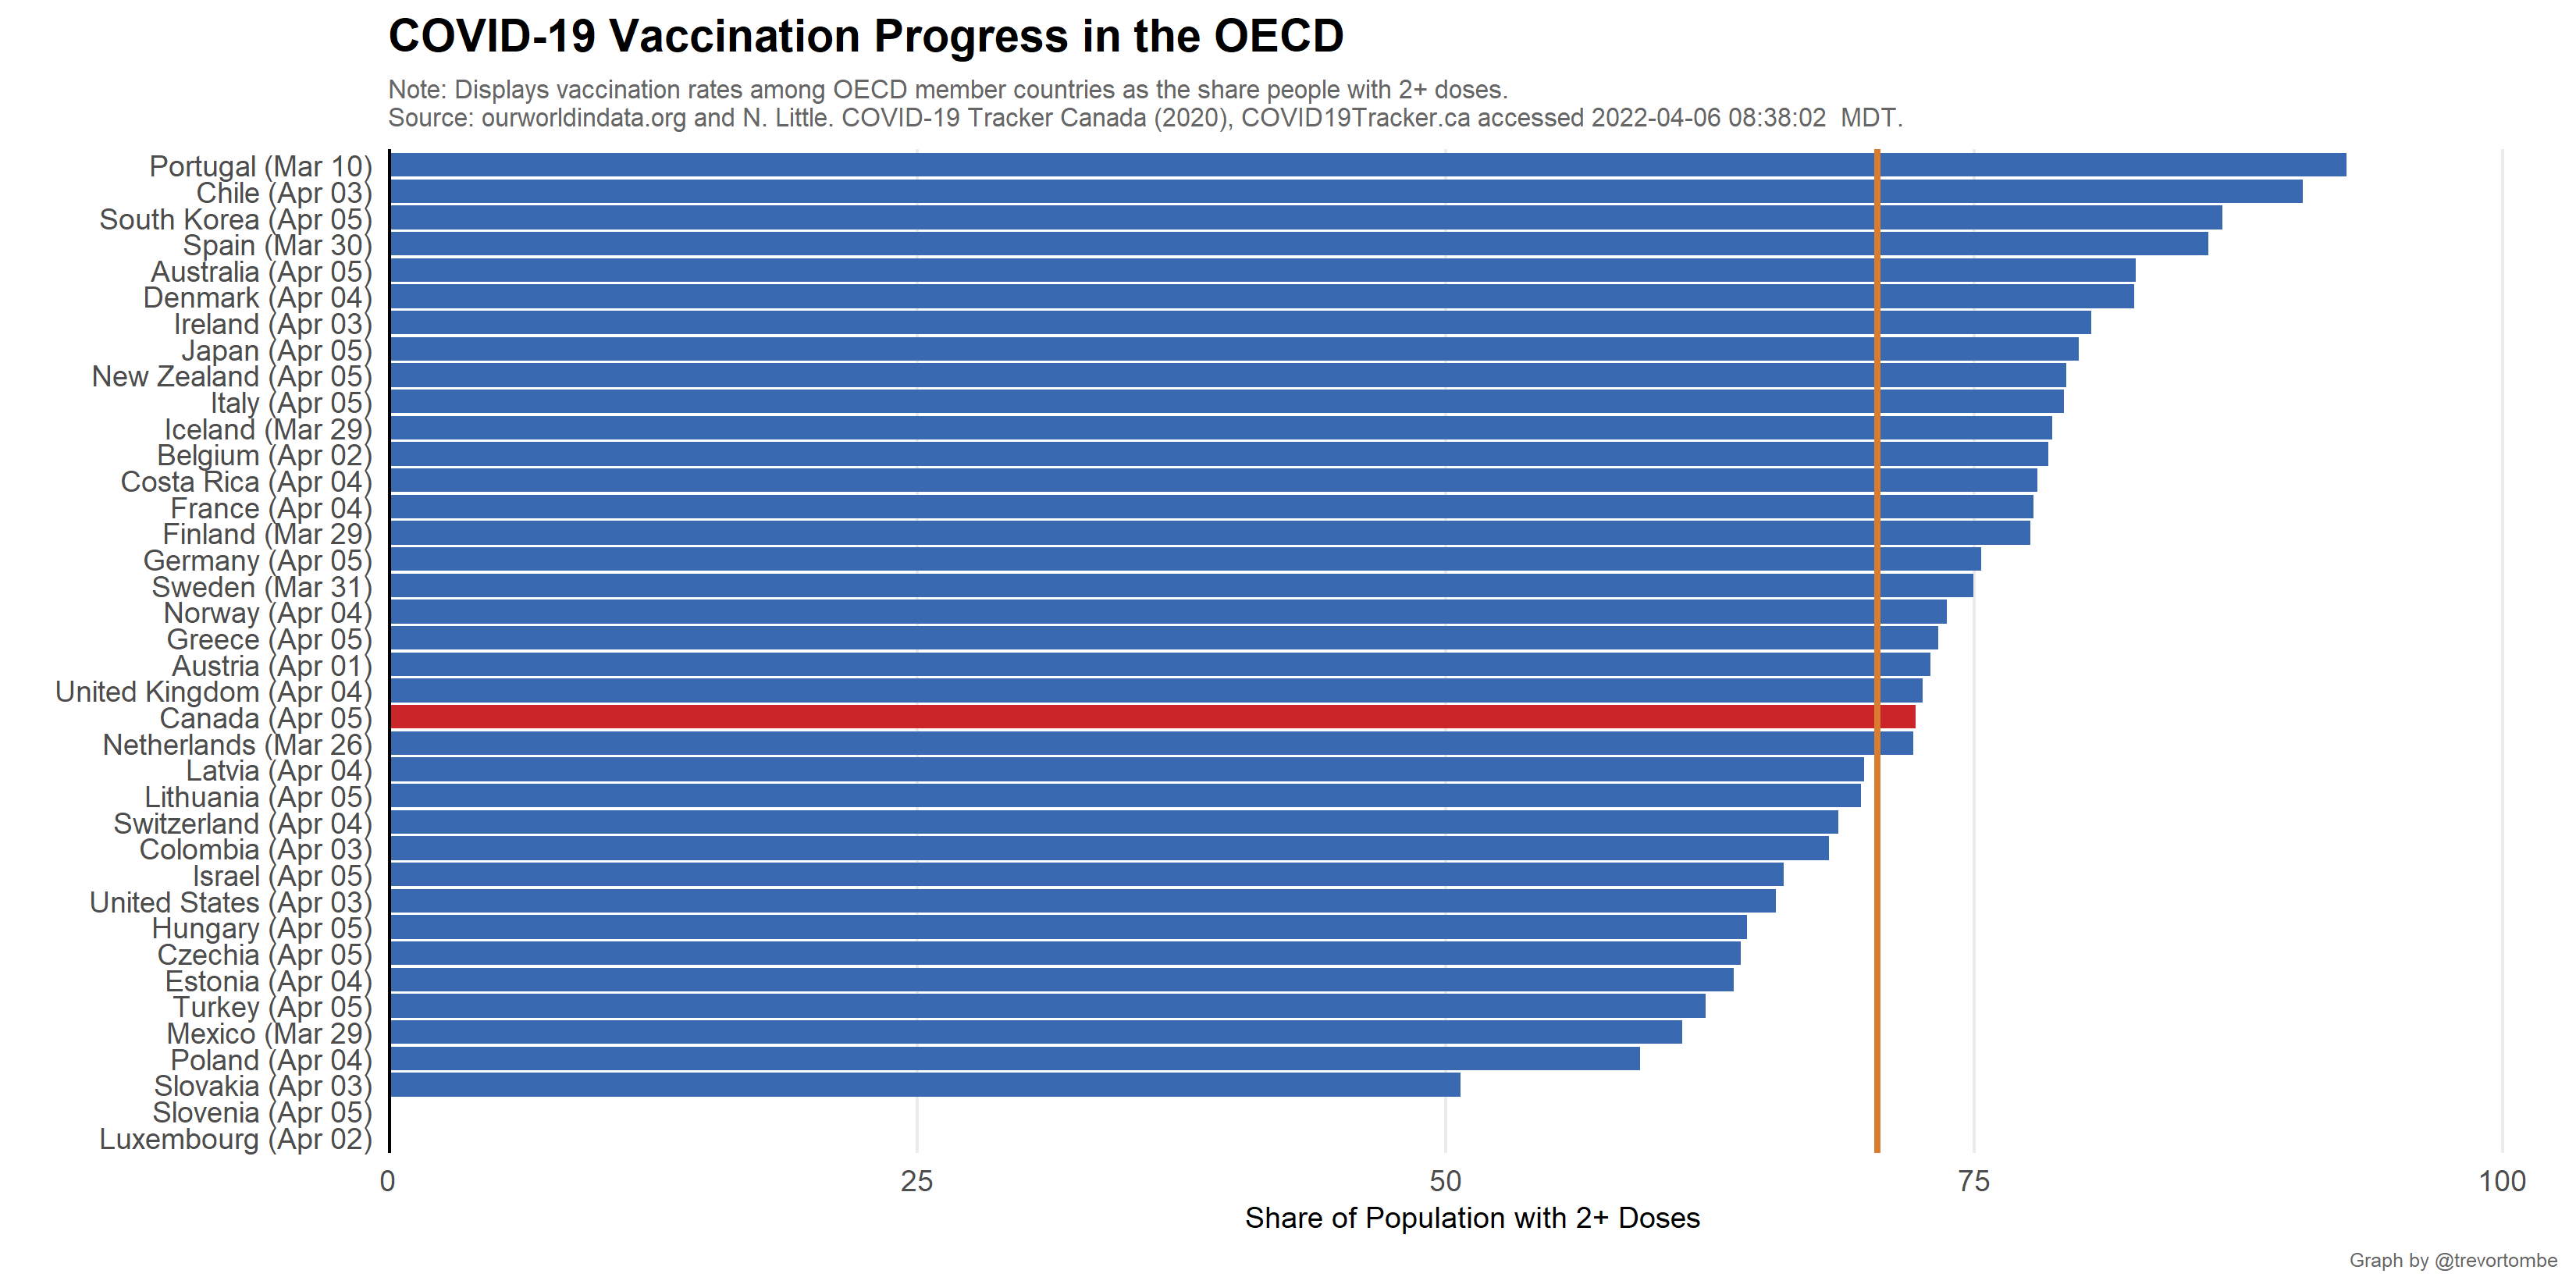 COVID-19 Vaccination Progress in the OECD
Note: Displays vaccination rates among OECD member countries as the share people with 2+ doses.
Source: ourworldindata.org and N. Little. COVID-19 Tracker Canada (2020), COVID19Tracker.ca accessed 2022-04-06 08:38:02  MDT.
Portugal (Mar 10)
Chile (Apr 03)
South Korea (Apr 05)
Spain (Mar 30)
Australia (Apr 05)
Denmark (Apr 04)
Ireland (Apr 03)
Japan (Apr 05)
New Zealand (Apr 05)
Italy (Apr 05)
Iceland (Mar 29)
Belgium (Apr 02)
Costa Rica (Apr 04)
France (Apr 04)
Finland (Mar 29)
Germany (Apr 05)
Sweden (Mar 31)
Norway (Apr 04)
Greece (Apr 05)
Austria (Apr 01)
United Kingdom (Apr 04)
Canada (Apr 05)
Netherlands (Mar 26)
Latvia (Apr 04)
Lithuania (Apr 05)
Switzerland (Apr 04)
Colombia (Apr 03)
Israel (Apr 05)
United States (Apr 03)
Hungary (Apr 05)
Czechia (Apr 05)
Estonia (Apr 04)
Turkey (Apr 05)
Mexico (Mar 29)
Poland (Apr 04)
Slovakia (Apr 03)
Slovenia (Apr 05)
Luxembourg (Apr 02)
0 25 50 75 100
Share of Population with 2+ Doses
Graph by @trevortombe